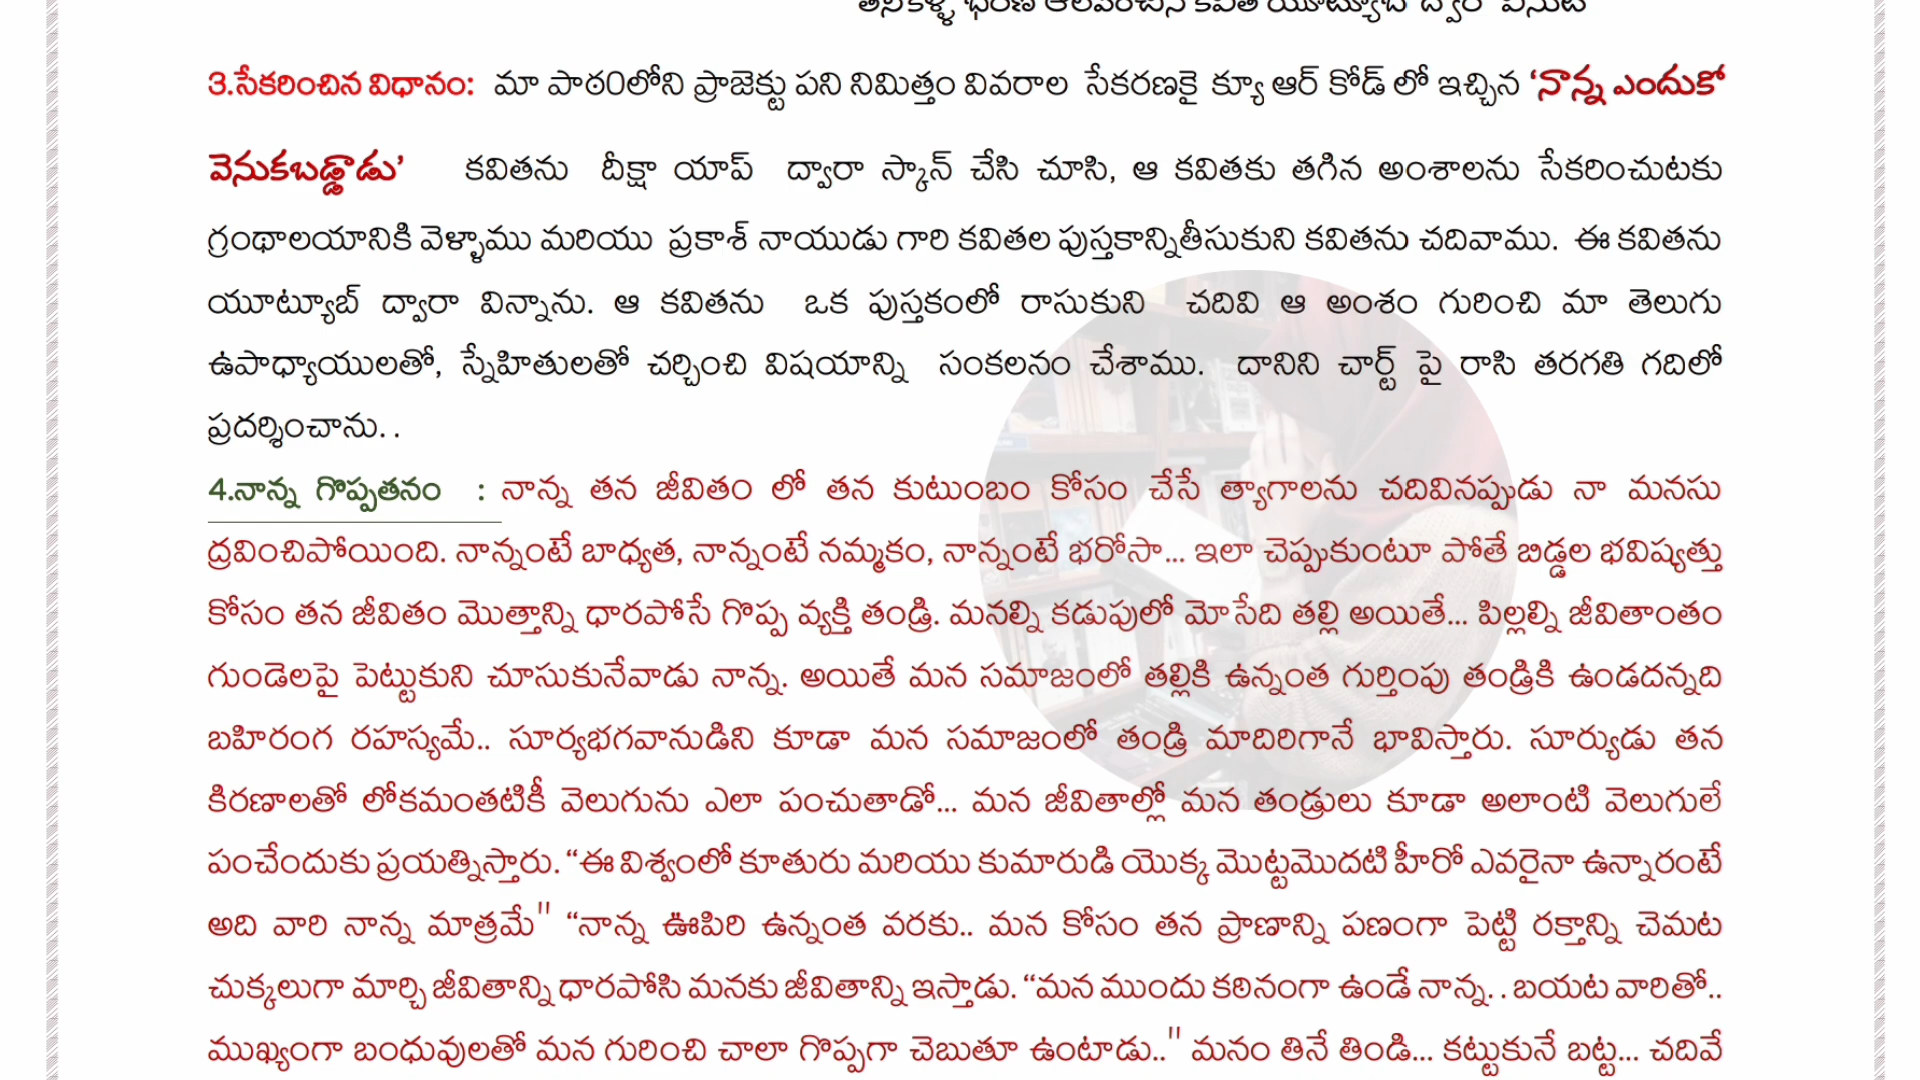 3.సేకరించిన విధానం: మా పాఠ0లోని ప్రాజెక్టు పని నిమిత్తం వివరాల సేకరణకై క్యూ ఆర్ కోడ్ లో ఇచ్చిన ‘నాన్న ఎందుకో
వెనుకబడ్డాడు’ కవితను దీక్షా యాప్ ద్వారా స్కాన్ చేసి చూసి, ఆ కవితకు తగిన అంశాలను సేకరించుటకు
గ్రంథాలయానికి వెళ్ళాము మరియు ప్రకాశ్ నాయుడు గారి కవితల పుస్తకాన్నితీసుకుని కవితను చదివాము. ఈ కవితను
యూట్యూబ్ ద్వారా విన్నాను. ఆ కవితను ఒక పుస్తకంలో రాసుకుని చదివి ఆ అంశం గురించి మా తెలుగు
ఉపాధ్యాయులతో, స్నేహితులతో చర్చించి విషయాన్ని సంకలనం చేశాము. దానిని చార్ట్ పై రాసి తరగతి గదిలో
ప్రదర్శించాను..
4.నాన్న గొప్పతనం : నాన్న తన జీవితం లో తన కుటుంబం కోసం చేసే త్యాగాలను చదివినప్పుడు నా మనసు
ద్రవించిపోయింది. నాన్నంటే బాధ్యత, నాన్నంటే నమ్మకం, నాన్నంటే భరోసా... ఇలా చెప్పుకుంటూ పోతే బిడ్డల భవిష్యత్తు
కోసం తన జీవితం మొత్తాన్ని ధారపోసే గొప్ప వ్యక్తి తండ్రి. మనల్ని కడుపులో మోసేది తల్లి అయితే... పిల్లల్ని జీవితాంతం
గుండెలపై పెట్టుకుని చూసుకునేవాడు నాన్న. అయితే మన సమాజంలో తల్లికి ఉన్నంత గుర్తింపు తండ్రికి ఉండదన్నది
బహిరంగ రహస్యమే.. సూర్యభగవానుడిని కూడా మన సమాజంలో తండ్రి మాదిరిగానే భావిస్తారు. సూర్యుడు తన
కిరణాలతో లోకమంతటికీ వెలుగును ఎలా పంచుతాడో... మన జీవితాల్లో మన తండ్రులు కూడా అలాంటి వెలుగులే
పంచేందుకు ప్రయత్నిస్తారు. “ఈ విశ్వంలో కూతురు మరియు కుమారుడి యొక్క మొట్టమొదటి హీరో ఎవరైనా ఉన్నారంటే
అది వారి నాన్న మాత్రమే" “నాన్న ఊపిరి ఉన్నంత వరకు.. మన కోసం తన ప్రాణాన్ని పణంగా పెట్టి రక్తాన్ని చెమట
చుక్కలుగా మార్చి జీవితాన్ని ధారపోసి మనకు జీవితాన్ని ఇస్తాడు. “మన ముందు కఠినంగా ఉండే నాన్న.. బయట వారితో..
ముఖ్యంగా బంధువులతో మన గురించి చాలా గొప్పగా చెబుతూ ఉంటాడు.." మనం తినే తిండి... కట్టుకునే బట్ట... చదివే